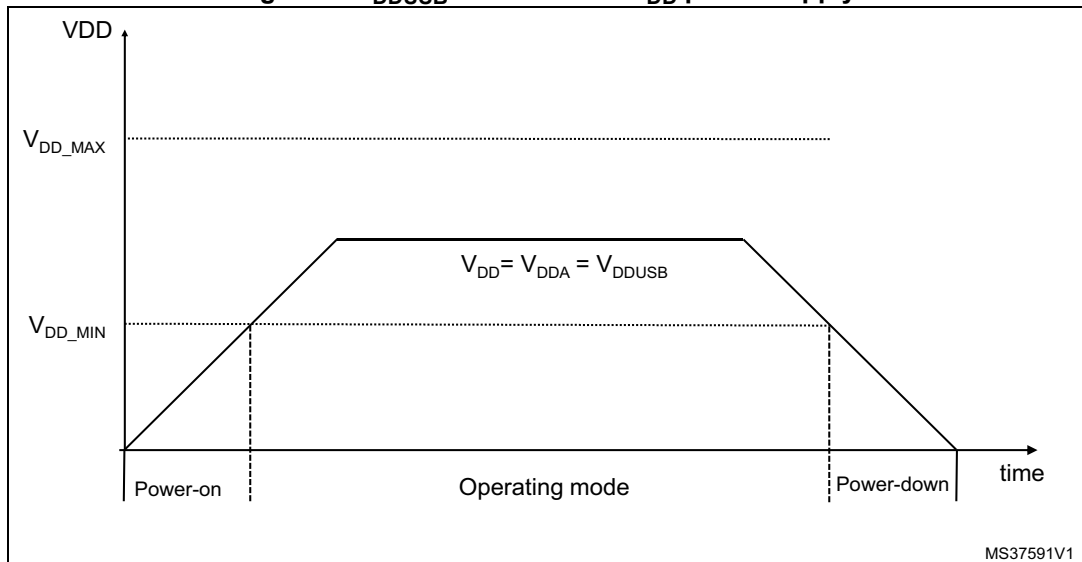 VDD
V_DD_MAX
V_DD= V_DDA = V_DDUSB
V_DD_MIN
time
Power-on
Operating mode
Power-down
MS37591V1